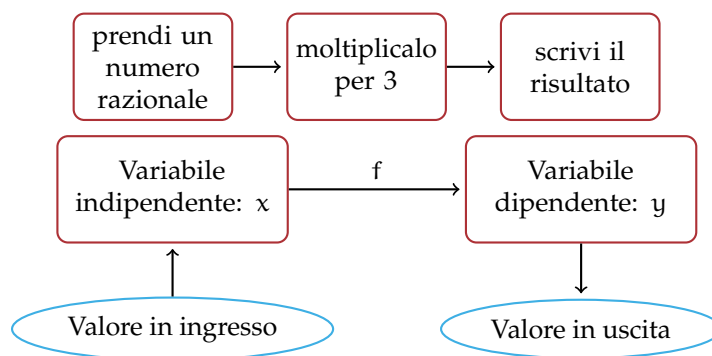 prendi un
numero
razionale
moltiplicalo
per 3
scrivi il
risultato
Variabile
indipendente: x
f
Variabile
dipendente: y
Valore in ingresso
Valore in uscita